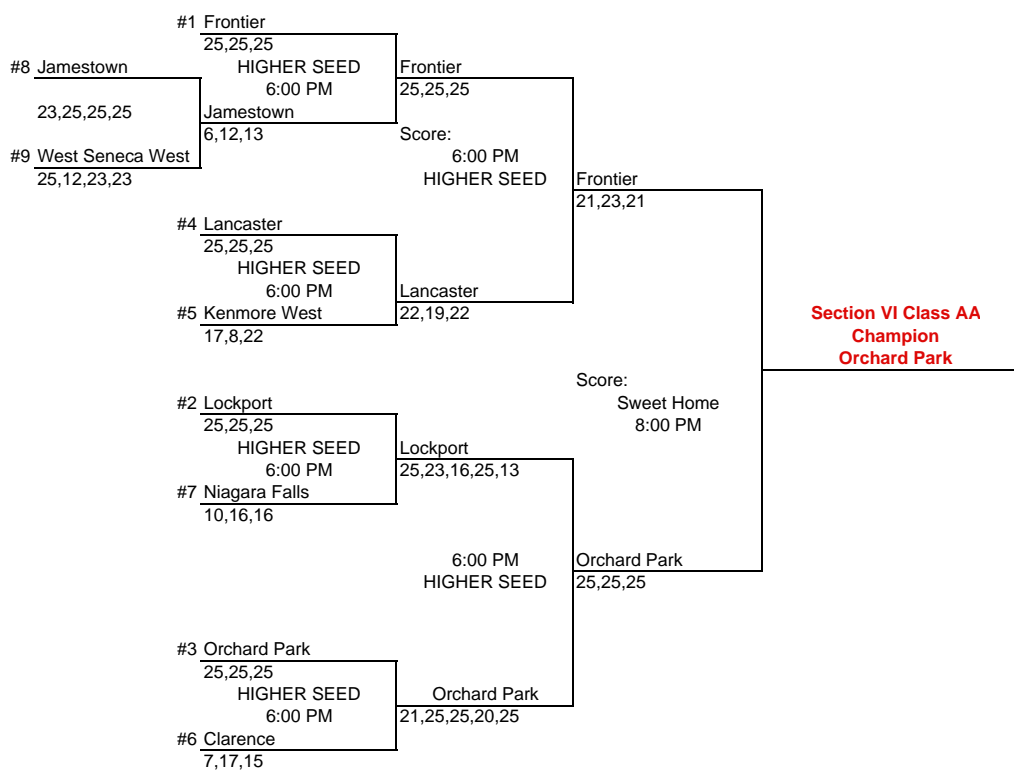 #1 Frontier
25,25,25
HIGHER SEED
6:00 PM
#8 Jamestown
23,25,25,25
Jamestown
6,12,13
#9 West Seneca West
25,12,23,23
Frontier
25,25,25
Score:
6:00 PM
HIGHER SEED
Frontier
21,23,21
#4 Lancaster
25,25,25
HIGHER SEED
6:00 PM
#5 Kenmore West
17,8,22
Lancaster
22,19,22
Section VI Class AA
Champion
Orchard Park
Score:
Sweet Home
8:00 PM
#2 Lockport
25,25,25
HIGHER SEED
6:00 PM
#7 Niagara Falls
10,16,16
Lockport
25,23,16,25,13
6:00 PM
HIGHER SEED
Orchard Park
25,25,25
#3 Orchard Park
25,25,25
HIGHER SEED
6:00 PM
#6 Clarence
7,17,15
Orchard Park
21,25,25,20,25